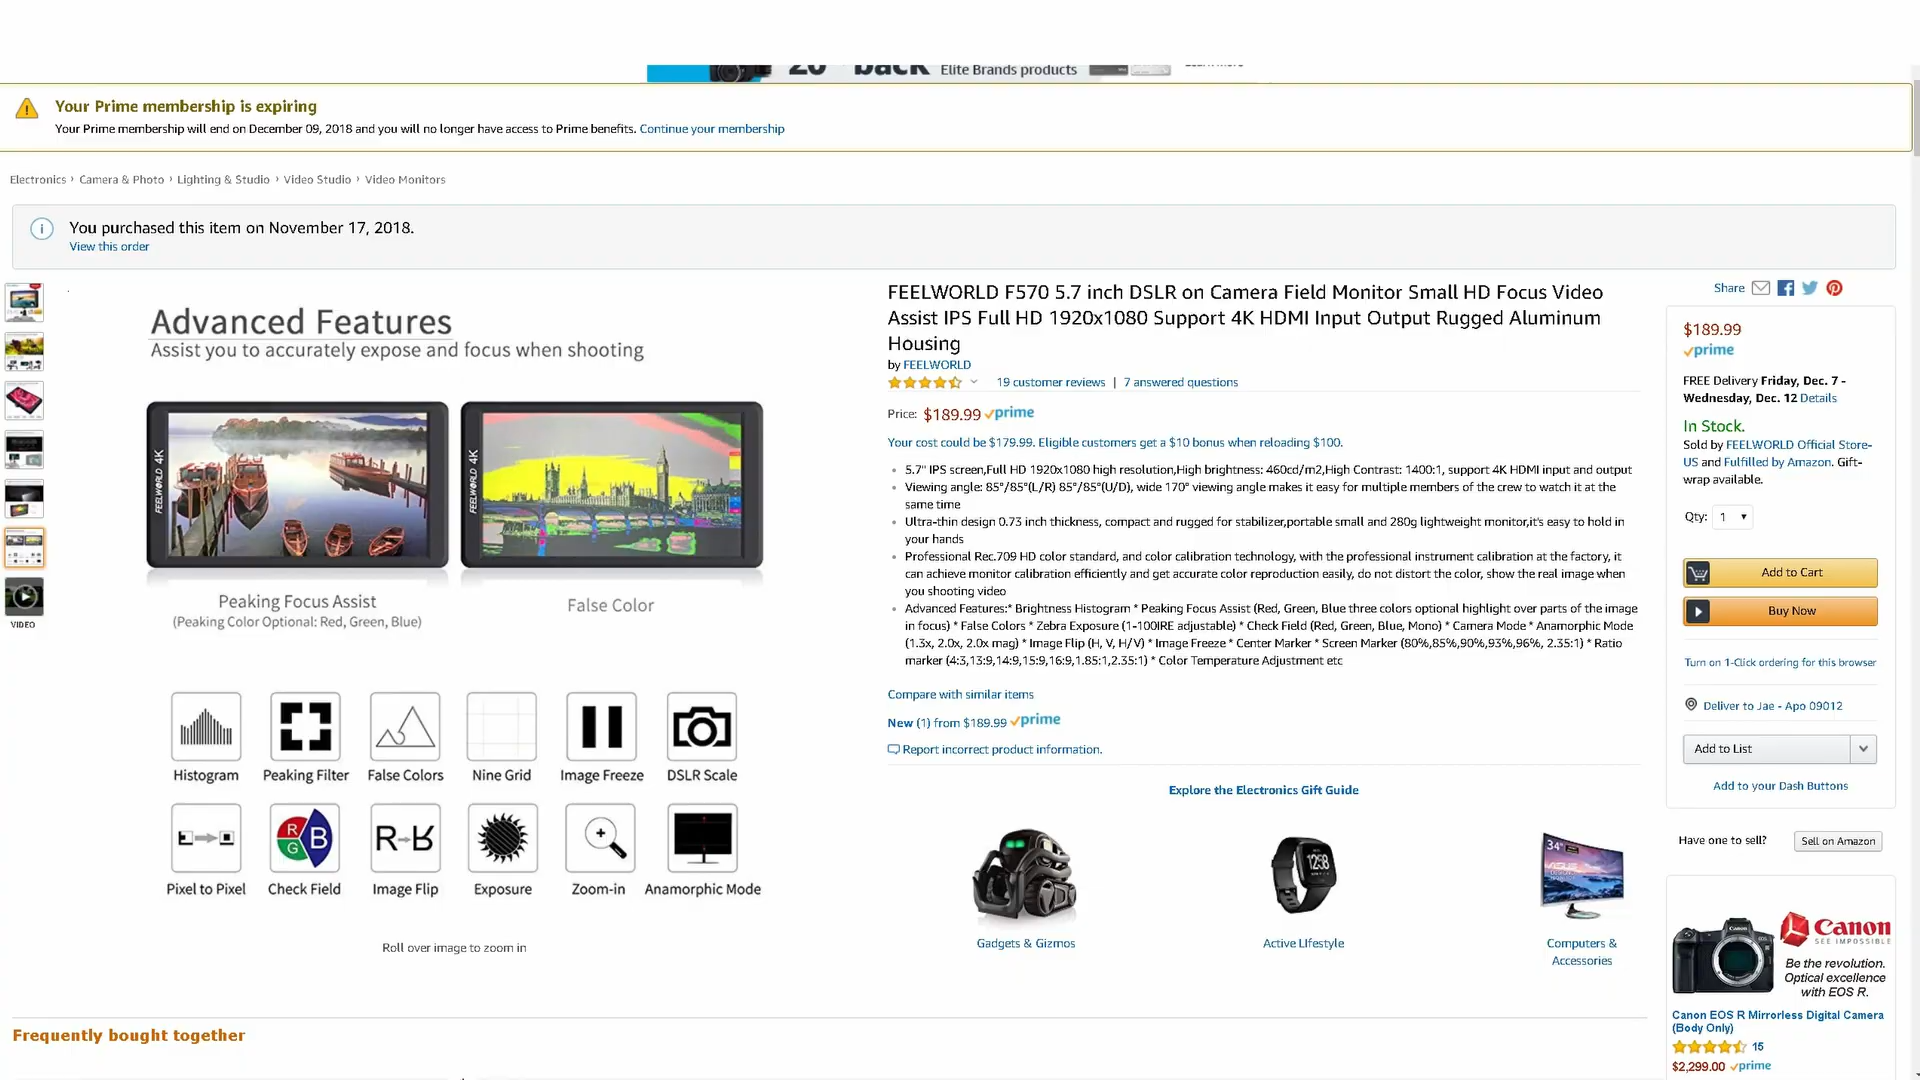 back Elite Brands products
Your Prime membership is expiring
Your Prime membership will end on December 09, 2018 and you will no longer have access to Prime benefits. Continue your membership
Electronics › Camera & Photo › Lighting & Studio › Video Studio › Video Monitors
You purchased this item on November 17, 2018.
View this order
VIDEO
Advanced Features
Assist you to accurately expose and focus when shooting
FEELWORLD 4K
FEELWORLD 4K
Peaking Focus Assist
(Peaking Color Optional: Red, Green, Blue)
False Color
Histogram
Peaking Filter
False Colors
Nine Grid
Image Freeze
DSLR Scale
R G B
R R
Pixel to Pixel
Check Field
Image Flip
Exposure
Zoom-in
Anamorphic Mode
Roll over image to zoom in
FEELWORLD F570 5.7 inch DSLR on Camera Field Monitor Small HD Focus Video
Assist IPS Full HD 1920x1080 Support 4K HDMI Input Output Rugged Aluminum
Housing
by FEELWORLD
19 customer reviews | 7 answered questions
Price: $189.99 prime
Your cost could be $179.99. Eligible customers get a $10 bonus when reloading $100.
5.7" IPS screen,Full HD 1920x1080 high resolution,High brightness: 460cd/m2,High Contrast: 1400:1, support 4K HDMI input and output
Viewing angle: 85°/85°(L/R) 85°/85°(U/D), wide 170° viewing angle makes it easy for multiple members of the crew to watch it at the
same time
Ultra-thin design 0.73 inch thickness, compact and rugged for stabilizer,portable small and 280g lightweight monitor,it's easy to hold in
your hands
Professional Rec.709 HD color standard, and color calibration technology, with the professional instrument calibration at the factory, it
can achieve monitor calibration efficiently and get accurate color reproduction easily, do not distort the color, show the real image when
you shooting video
Advanced Features:* Brightness Histogram * Peaking Focus Assist (Red, Green, Blue three colors optional highlight over parts of the image
in focus) * False Colors * Zebra Exposure (1-100IRE adjustable) * Check Field (Red, Green, Blue, Mono) * Camera Mode * Anamorphic Mode
(1.3x, 2.0x, 2.0x mag) * Image Flip (H, V, H/V) * Image Freeze * Center Marker * Screen Marker (80%,85%,90%,93%,96%, 2.35:1) * Ratio
marker (4:3,13:9,14:9,15:9,16:9,1.85:1,2.35:1) * Color Temperature Adjustment etc
Compare with similar items
New (1) from $189.99 prime
Report incorrect product information.
Explore the Electronics Gift Guide
Gadgets & Gizmos
Active LIfestyle
34"
Computers &
Accessories
Share
$189.99
prime
FREE Delivery Friday, Dec. 7 -
Wednesday, Dec. 12 Details
In Stock.
Sold by FEELWORLD Official Store-
US and Fulfilled by Amazon. Gift-
wrap available.
Qty: 1
Add to Cart
Buy Now
Turn on 1-Click ordering for this browser
Deliver to Jae - Apo 09012
Add to List
Add to your Dash Buttons
Have one to sell?
Sell on Amazon
Canon
SEE IMPOSSIBLE
Be the revolution.
Optical excellence
with EOS R.
Canon EOS R Mirrorless Digital Camera
(Body Only)
15
$2,299.00 prime
Frequently bought together